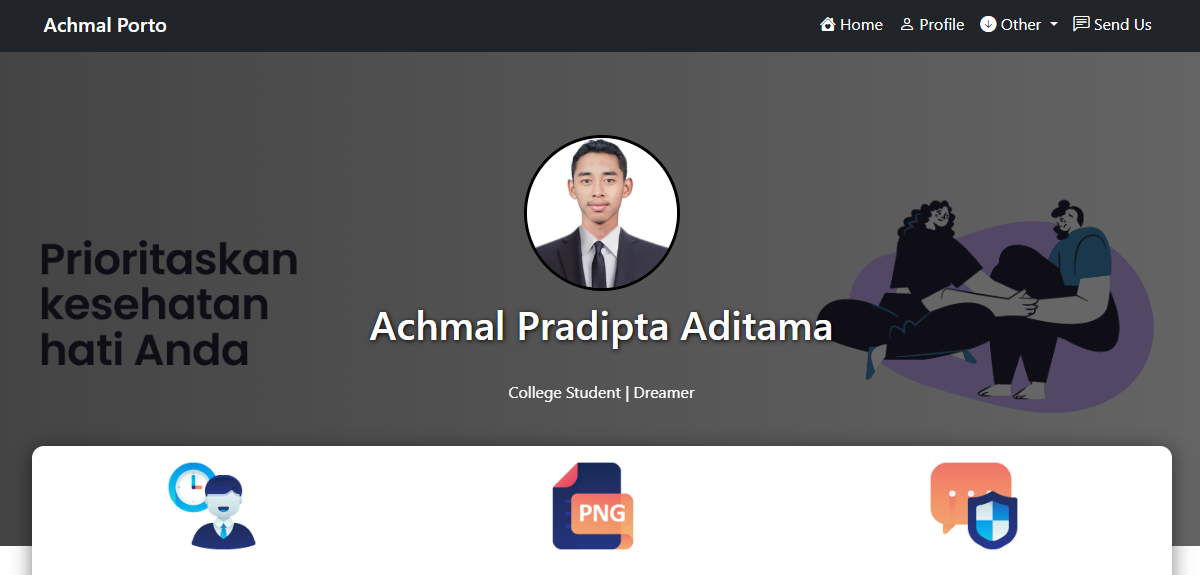 Achmal Porto
Home
Profile
Other
Send Us
Prioritaskan
kesehatan
hati Anda
Achmal Pradipta Aditama
College Student | Dreamer
PNG